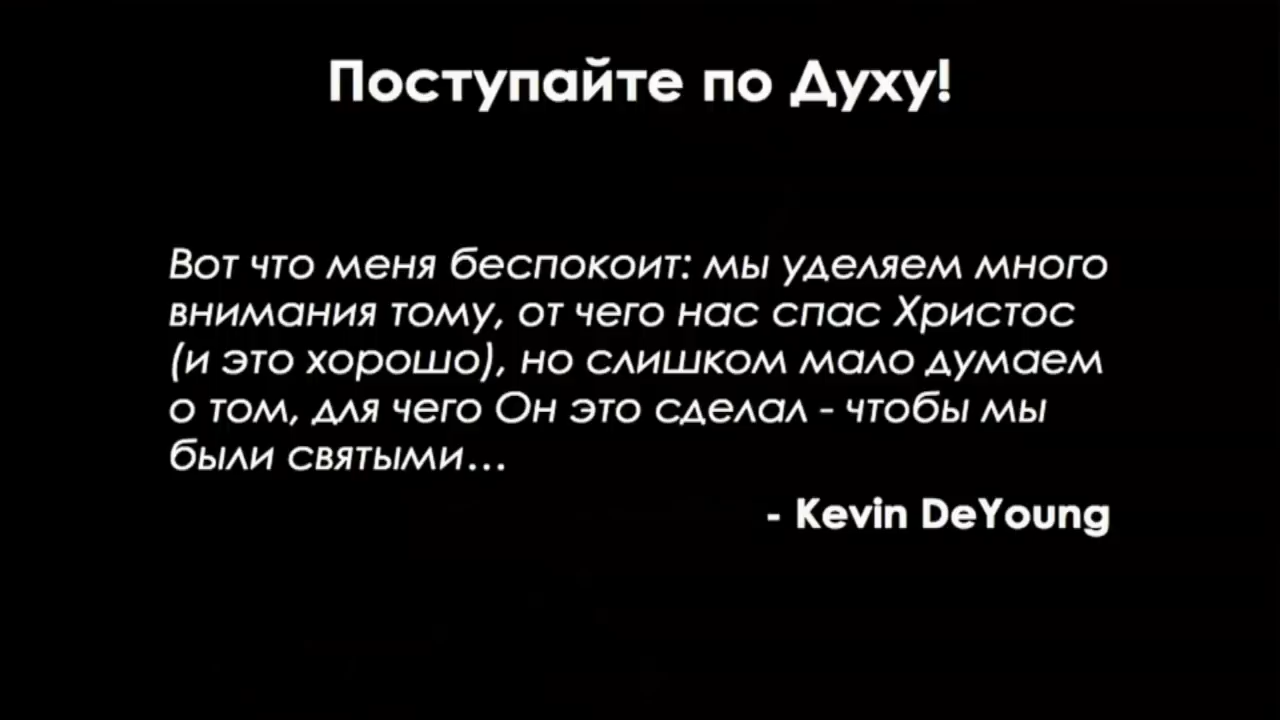 Поступайте по Духу!
Вот что меня беспокоит: мы уделяем много
внимания тому, от чего нас спас Христос
(и это хорошо), но слишком мало думаем
о том, для чего Он это сделал - чтобы мы
были святыми...
- Kevin DeYoung